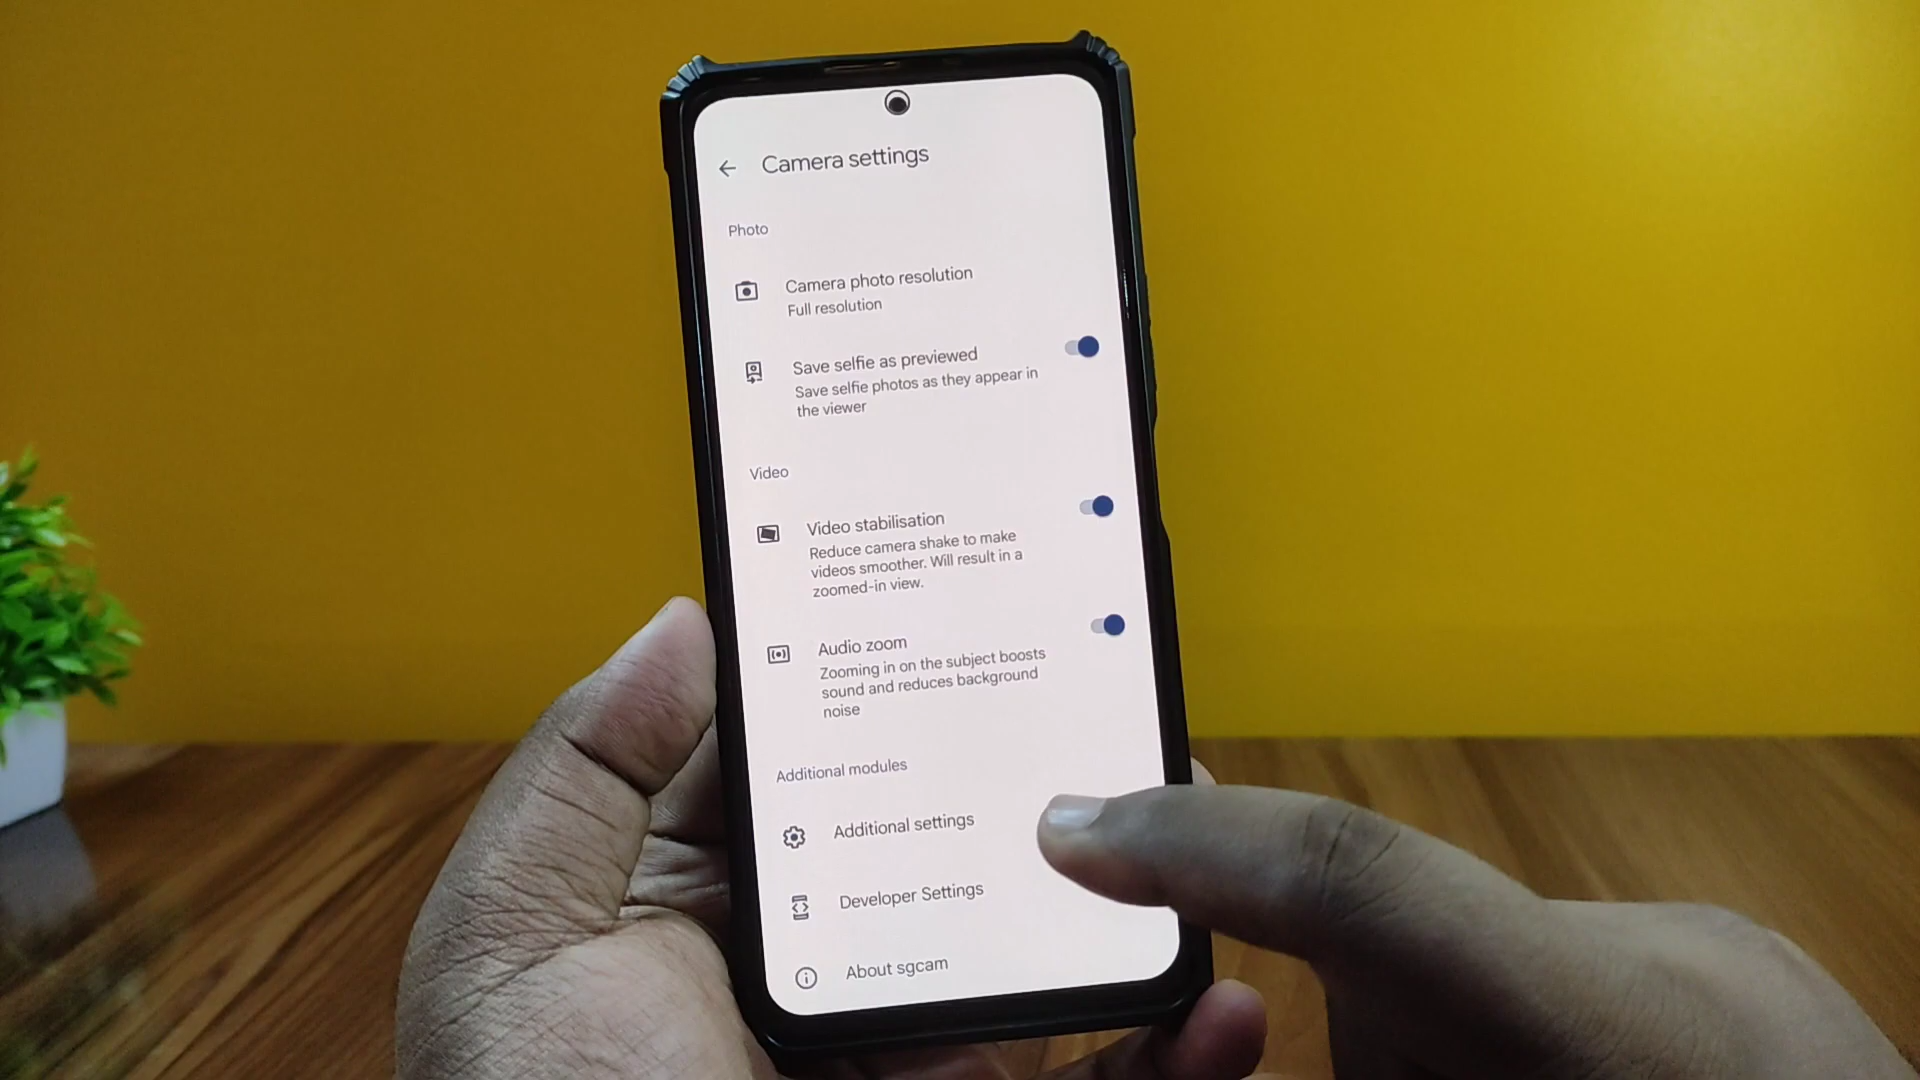 Camera settings
Photo
Camera photo resolution
Full resolution
Save selfie as previewed
Save selfie photos as they appear in
the viewer
Video
Video stabilisation
Reduce camera shake to make
videos smoother. Will result in a
zoomed-in view.
Audio zoom
Zooming in on the subject boosts
sound and reduces background
noise
Additional modules
Additional settings
Developer Settings
About sgcam